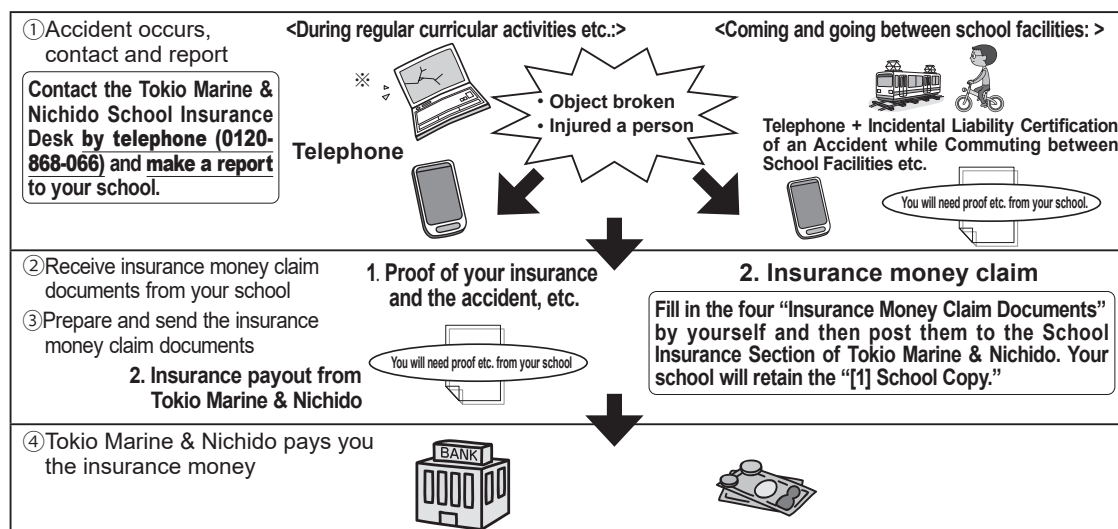 ①Accident occurs,
contact and report
Contact the Tokio Marine &
Nichido School Insurance
Desk by telephone (0120-
868-066) and make a report
to your school.
<During regular curricular activities etc.:>
※
Telephone
・Object broken
・Injured a person
<Coming and going between school facilities: >
Telephone + Incidental Liability Certification
of an Accident while Commuting between
School Facilities etc.
You will need proof etc. from your school.
②Receive insurance money claim
documents from your school
③Prepare and send the insurance
money claim documents
2. Insurance payout from
Tokio Marine & Nichido
1. Proof of your insurance
and the accident, etc.
You will need proof etc. from your school
2. Insurance money claim
Fill in the four “Insurance Money Claim Documents”
by yourself and then post them to the School
Insurance Section of Tokio Marine & Nichido. Your
school will retain the “[1] School Copy.”
④Tokio Marine & Nichido pays you
the insurance money
BANK